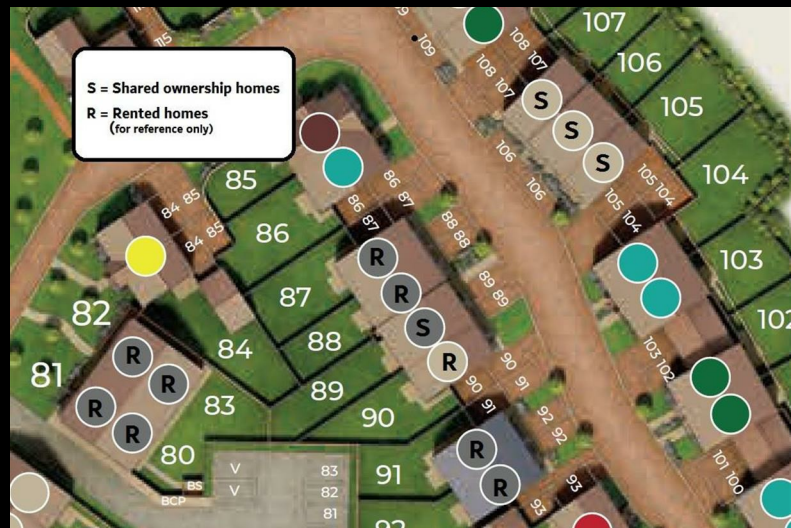 S = Shared ownership homes
R = Rented homes
(for reference only)
115
109
109
108 107
108 107
107
106
105
104
103
102
S
S
S
106
106
105 104
105 104
84 85
84 85
85
86
87
88
89
90
91
86 87
86 87
88 88
89 89
90 91
90 91
92 92
93 93
103 102
101 100
R
R
S
R
R
R
82
81
84
83
80
R
R
R
R
V
V
BS
BCP
83
82
81
92